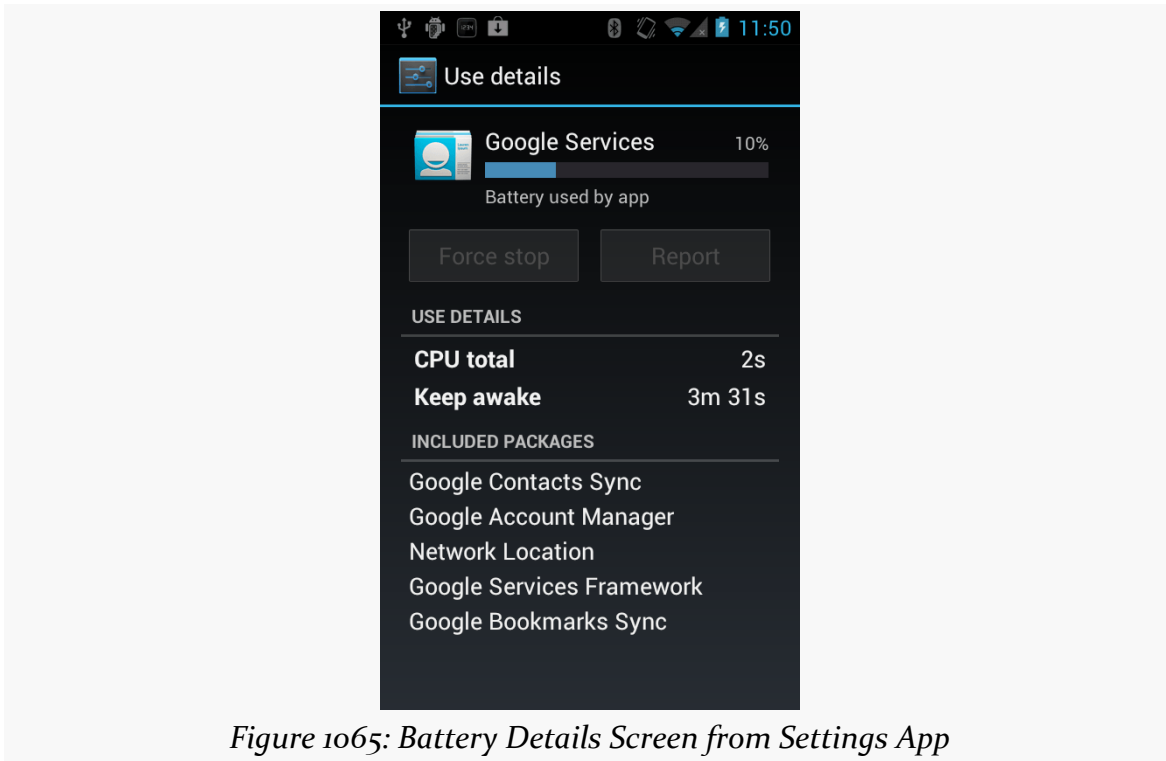 11:50
Use details
Google Services 10%
Battery used by app
Force stop Report
USE DETAILS
CPU total 2s
Keep awake 3m 31s
INCLUDED PACKAGES
Google Contacts Sync
Google Account Manager
Network Location
Google Services Framework
Google Bookmarks Sync
Figure 1065: Battery Details Screen from Settings App